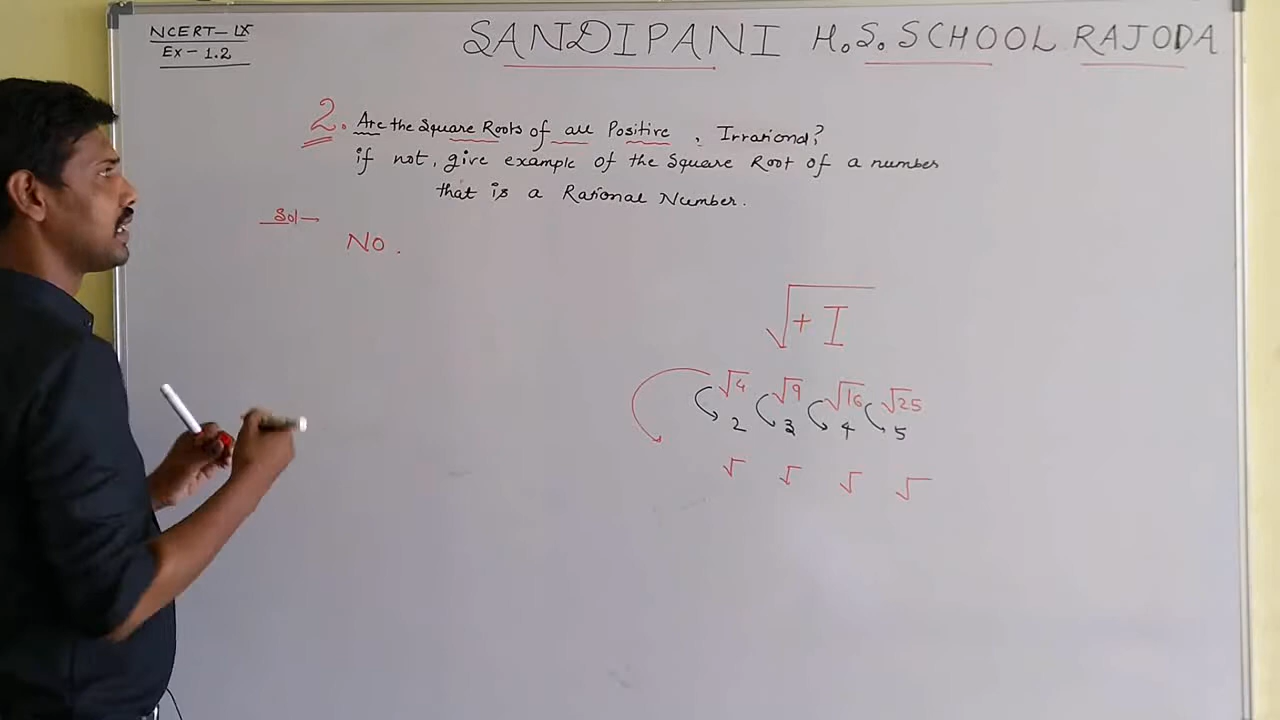 NCERT-IX
Ex-1.2
SANDIPANI H.S. SCHOOL RAJODA
2. Are the Square Roots of all Positive, Irrational?
if not, give example of the Square Root of a number
that is a Rational Number.
Sol→
NO.
√+I
√4 √9 √16 √25
2 3 4 5
√ √ √ √